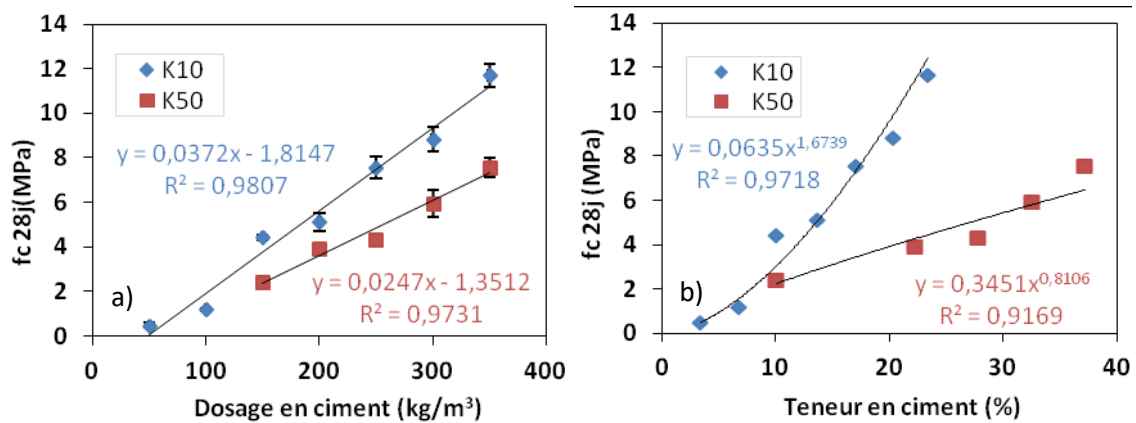 14
12
10
8
6
4
2
0
fc 28j(MPa)
K10
K50
y = 0,0372x - 1,8147
R² = 0,9807
y = 0,0247x - 1,3512
R² = 0,9731
a)
0
100
200
300
400
Dosage en ciment (kg/m³)
14
12
10
8
6
4
2
0
fc 28j (MPa)
K10
K50
y = 0,0635x^1,6739
R² = 0,9718
y = 0,3451x^0,8106
R² = 0,9169
b)
0
10
20
30
40
Teneur en ciment (%)